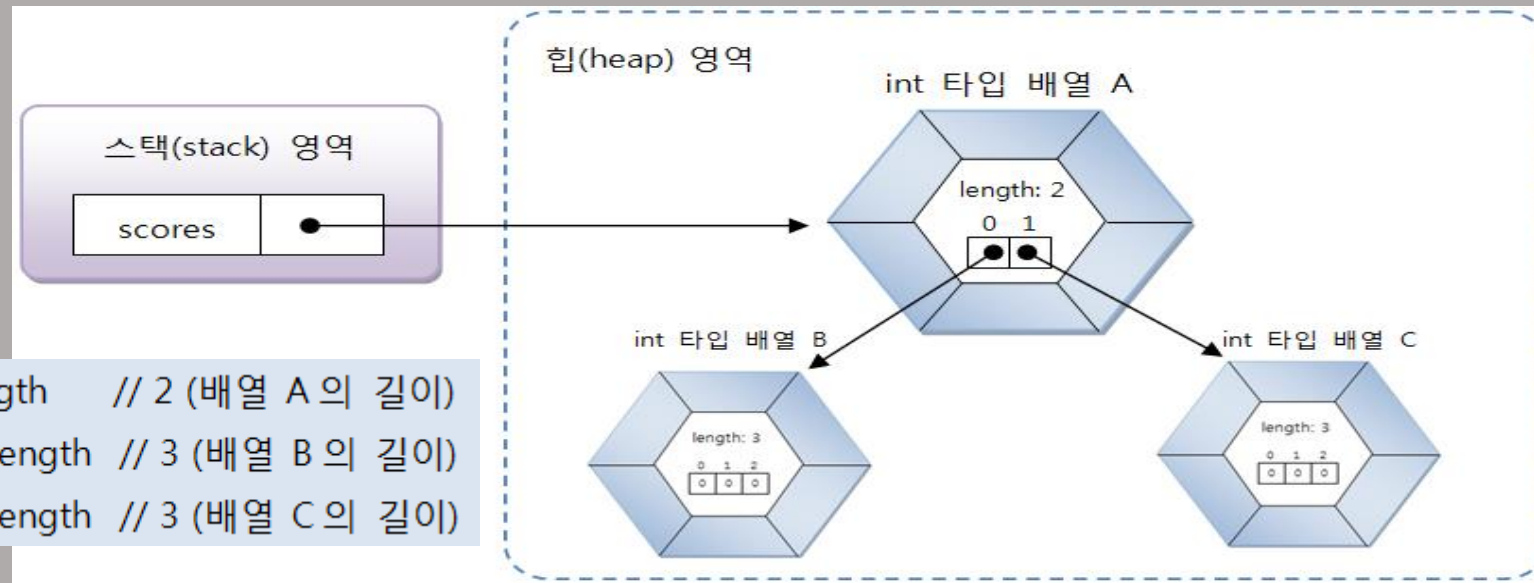 힙(heap) 영역
int 타입 배열 A
스택(stack) 영역
length: 2
0 1
scores
int 타입 배열 B
int 타입 배열 C
gth // 2 (배열 A 의 길이)
ength // 3 (배열 B 의 길이)
ength // 3 (배열 C 의 길이)
length: 3
0 1 2
0 0 0
length: 3
0 1 2
0 0 0